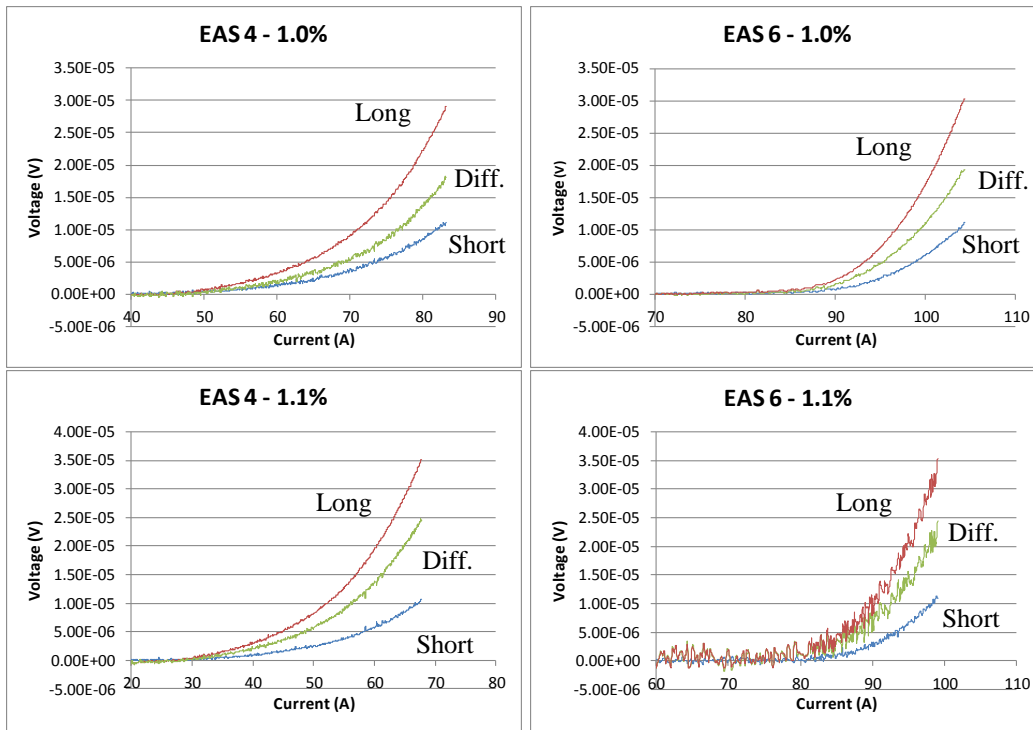 EAS 4 - 1.0%
3.50E-05
3.00E-05
2.50E-05
2.00E-05
1.50E-05
1.00E-05
5.00E-06
0.00E+00
-5.00E-06
Voltage (V)
Long
Diff.
Short
40 50 60 70 80 90
Current (A)
EAS 6 - 1.0%
3.50E-05
3.00E-05
2.50E-05
2.00E-05
1.50E-05
1.00E-05
5.00E-06
0.00E+00
-5.00E-06
Voltage (V)
Long
Diff.
Short
70 80 90 100 110
Current (A)
EAS 4 - 1.1%
4.00E-05
3.50E-05
3.00E-05
2.50E-05
2.00E-05
1.50E-05
1.00E-05
5.00E-06
0.00E+00
-5.00E-06
Voltage (V)
Long
Diff.
Short
20 30 40 50 60 70 80
Current (A)
EAS 6 - 1.1%
4.00E-05
3.50E-05
3.00E-05
2.50E-05
2.00E-05
1.50E-05
1.00E-05
5.00E-06
0.00E+00
-5.00E-06
Voltage (V)
Long
Diff.
Short
60 70 80 90 100 110
Current (A)